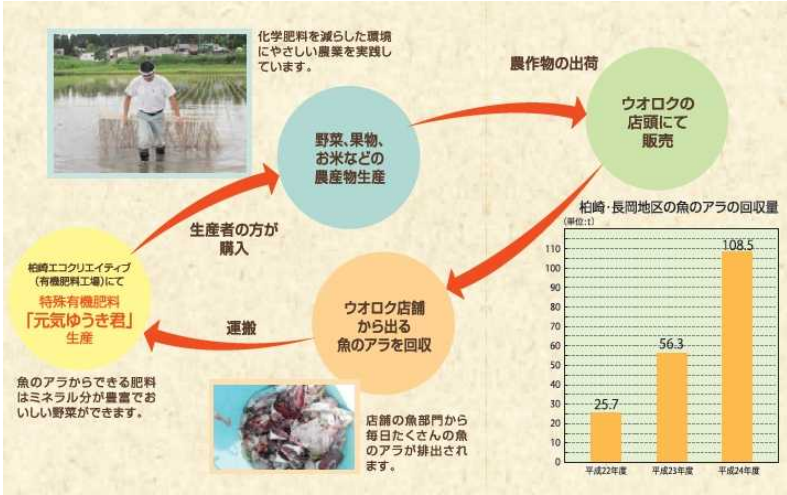 化学肥料を減らした環境
にやさしい農業を実践し
ています。
農作物の出荷
ウオロクの
店頭にて
販売
野菜、果物、
お米などの
農産物生産
生産者の方が
購入
柏崎エコクリエイティブ
(有機肥料工場)にて
特殊有機肥料
「元気ゆうき君」
生産
運搬
ウオロク店舗
から出る
魚のアラを回収
魚のアラからできる肥料
はミネラル分が豊富でお
いしい野菜ができます。
店舗の魚部門から
毎日たくさんの魚
のアラが排出され
ます。
柏崎・長岡地区の魚のアラの回収量
(単位:t)
110
100
90
80
70
60
50
40
30
20
10
0
25.7
56.3
108.5
平成22年度
平成23年度
平成24年度